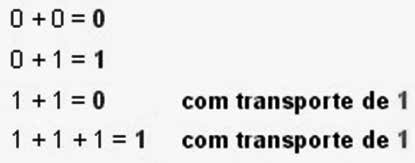 0 + 0 = 0
0 + 1 = 1
1 + 1 = 0 com transporte de 1
1 + 1 + 1 = 1 com transporte de 1